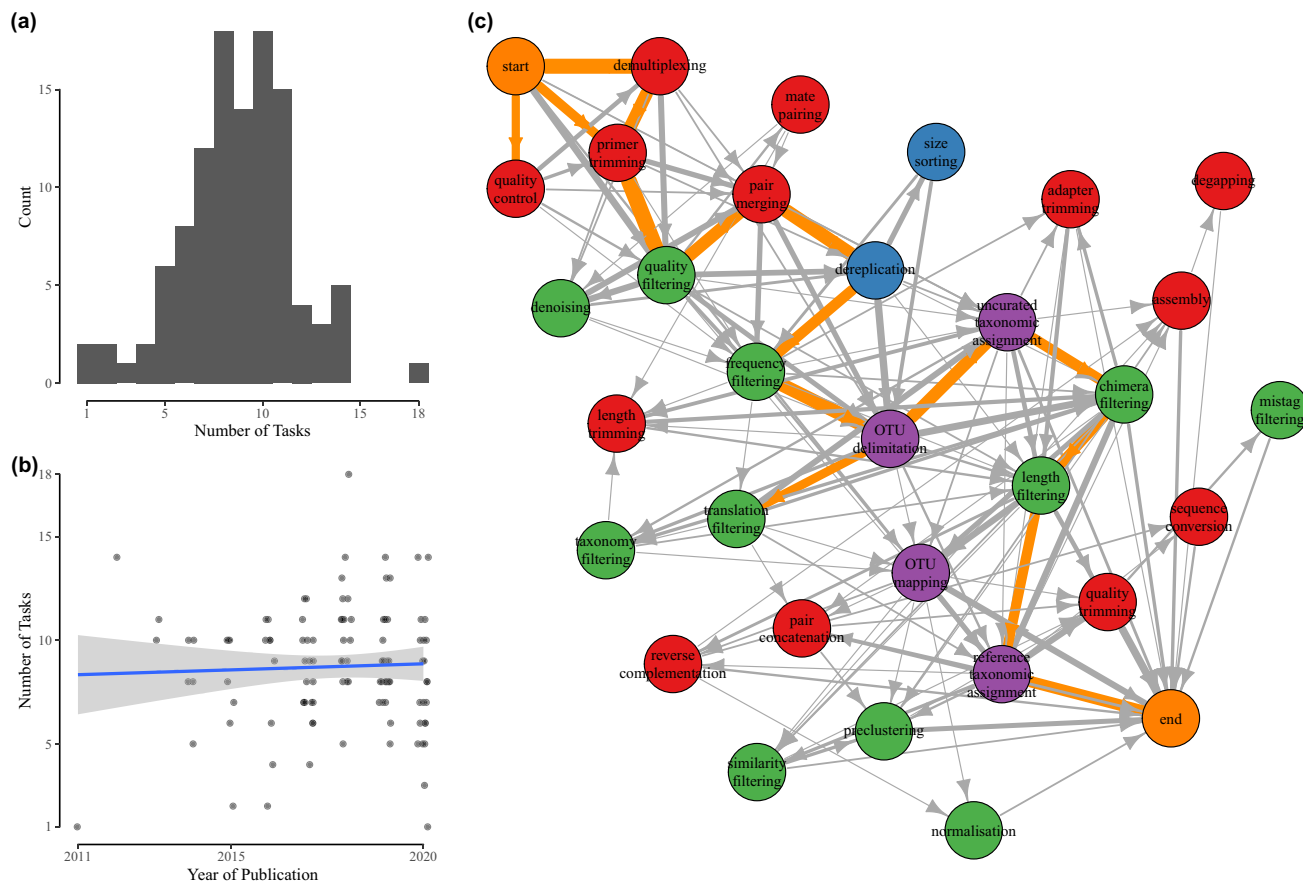 (a)
15
10
5
0
Count
1
5
10
15
18
Number of Tasks
(b)
18
15
10
5
1
Number of Tasks
2011
2015
2020
Year of Publication
(c)
start
demultiplexing
mate
pairing
primer
trimming
size
sorting
quality
control
pair
merging
adapter
trimming
degapping
quality
filtering
dereplication
denoising
uncurated
taxonomic
assignment
assembly
frequency
filtering
chimera
filtering
mistag
filtering
length
trimming
OTU
delimitation
length
filtering
translation
filtering
sequence
conversion
taxonomy
filtering
OTU
mapping
quality
trimming
pair
concatenation
reverse
complementation
reference
taxonomic
assignment
end
preclustering
similarity
filtering
normalisation